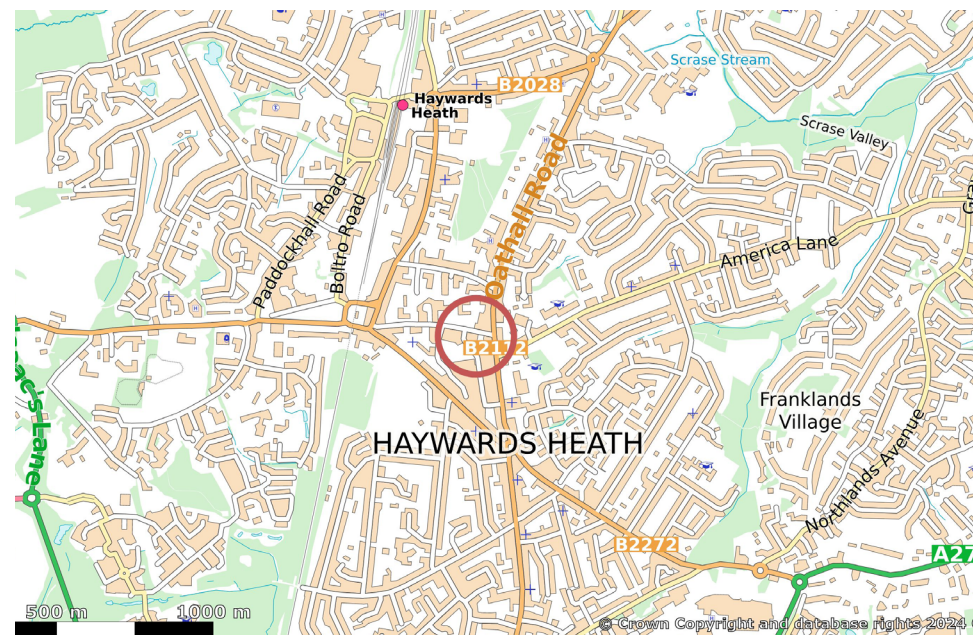 Scrase Stream
B2028
Haywards
Heath
Scrase Valley
Oathall Road
Paddockhall Road
Boltro Road
America Lane
B2112
Franklands
Village
HAYWARDS HEATH
Northlands Avenue
B2272
A27
500 m
1000 m
© Crown Copyright and database rights 2024